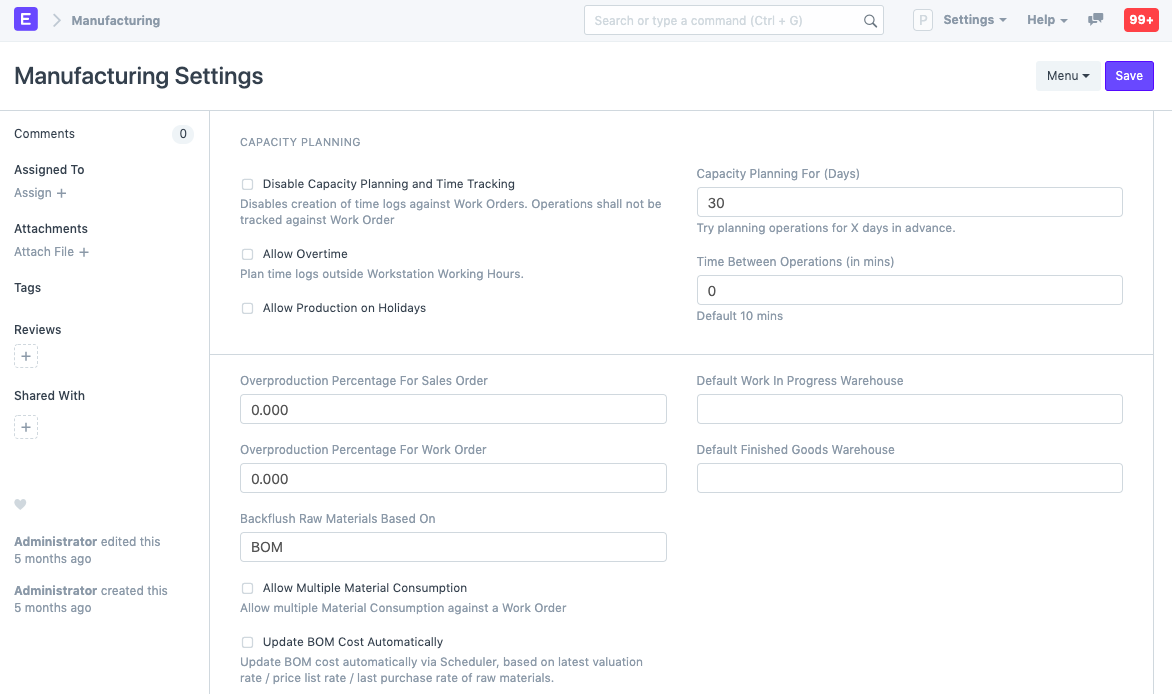 E
Manufacturing
Search or type a command (Ctrl + G)
P
Settings
Help
99+
Manufacturing Settings
Menu
Save
Comments
0
Assigned To
Assign +
Attachments
Attach File +
Tags
Reviews
+
Shared With
+
Administrator edited this
5 months ago
Administrator created this
5 months ago
CAPACITY PLANNING
Disable Capacity Planning and Time Tracking
Disables creation of time logs against Work Orders. Operations shall not be
tracked against Work Order
Allow Overtime
Plan time logs outside Workstation Working Hours.
Allow Production on Holidays
Capacity Planning For (Days)
30
Try planning operations for X days in advance.
Time Between Operations (in mins)
0
Default 10 mins
Overproduction Percentage For Sales Order
0.000
Overproduction Percentage For Work Order
0.000
Backflush Raw Materials Based On
BOM
Allow Multiple Material Consumption
Allow multiple Material Consumption against a Work Order
Update BOM Cost Automatically
Update BOM cost automatically via Scheduler, based on latest valuation
rate / price list rate / last purchase rate of raw materials.
Default Work In Progress Warehouse
Default Finished Goods Warehouse